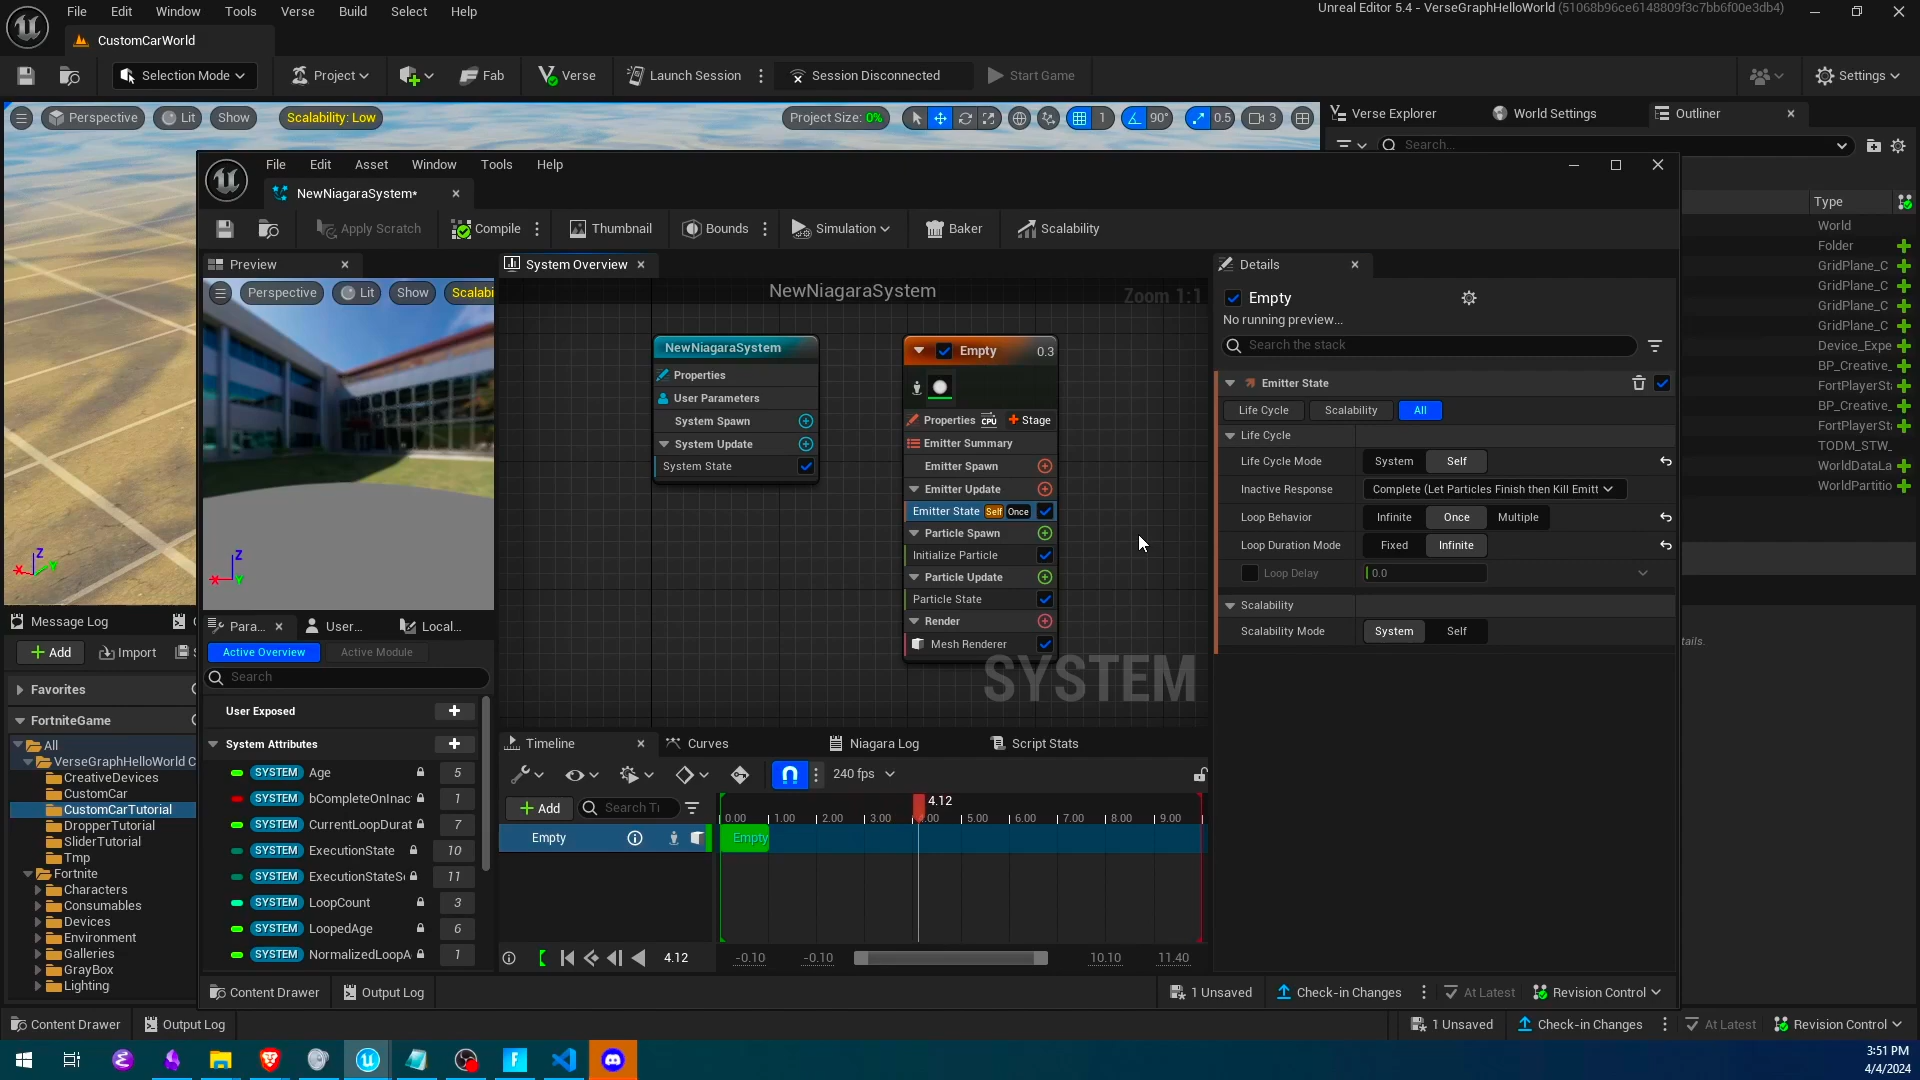 File Edit Window Tools Verse Build Select Help
Unreal Editor 5.4 - VerseGraphHelloWorld (51068b96ce6148809f3c7bb6f00e3db4)
CustomCarWorld
Selection Mode
Project
Fab
Verse
Launch Session
Session Disconnected
Start Game
Settings
Perspective
Lit
Show
Scalability: Low
Project Size: 0%
1
90°
0.5
3
Verse Explorer
World Settings
Outliner
Search...
Type
World
Folder
GridPlane_C
GridPlane_C
GridPlane_C
GridPlane_C
Device_Expe
BP_Creative_
FortPlayerSta
BP_Creative_
FortPlayerSta
TODM_STW_
WorldDataLa
WorldPartitio
File Edit Asset Window Tools Help
NewNiagaraSystem*
Apply Scratch
Compile
Thumbnail
Bounds
Simulation
Baker
Scalability
Preview
Perspective
Lit
Show
Scalabi
X
Z
Y
X
Z
Y
System Overview
NewNiagaraSystem
Zoom 1:1
NewNiagaraSystem
Properties
User Parameters
System Spawn
System Update
System State
Empty 0.3
Properties CPU Stage
Emitter Summary
Emitter Spawn
Emitter Update
Emitter State Self Once
Particle Spawn
Initialize Particle
Particle Update
Particle State
Render
Mesh Renderer
SYSTEM
Details
Empty
No running preview...
Search the stack
Emitter State
Life Cycle Scalability All
Life Cycle
Life Cycle Mode System Self
Inactive Response Complete (Let Particles Finish then Kill Emitt
Loop Behavior Infinite Once Multiple
Loop Duration Mode Fixed Infinite
Loop Delay 0.0
Scalability
Scalability Mode System Self
tails.
Message Log
Add
Import
Favorites
FortniteGame
All
VerseGraphHelloWorld C
CreativeDevices
CustomCar
CustomCarTutorial
DropperTutorial
SliderTutorial
Tmp
Fortnite
Characters
Consumables
Devices
Environment
Galleries
GrayBox
Lighting
Para...
User...
Local...
Active Overview
Active Module
Search
User Exposed
System Attributes
SYSTEM Age 5
SYSTEM bCompleteOnInac 1
SYSTEM CurrentLoopDurat 7
SYSTEM ExecutionState 10
SYSTEM ExecutionStateS 11
SYSTEM LoopCount 3
SYSTEM LoopedAge 6
SYSTEM NormalizedLoopA 1
Timeline
Curves
Niagara Log
Script Stats
240 fps
Add
Search Ti
4.12
0.00 1.00 2.00 3.00 4.00 5.00 6.00 7.00 8.00 9.00
Empty
Empty
4.12
-0.10
-0.10
10.10
11.40
Content Drawer
Output Log
1 Unsaved
Check-in Changes
At Latest
Revision Control
Content Drawer
Output Log
1 Unsaved
Check-in Changes
At Latest
Revision Control
3:51 PM
4/4/2024